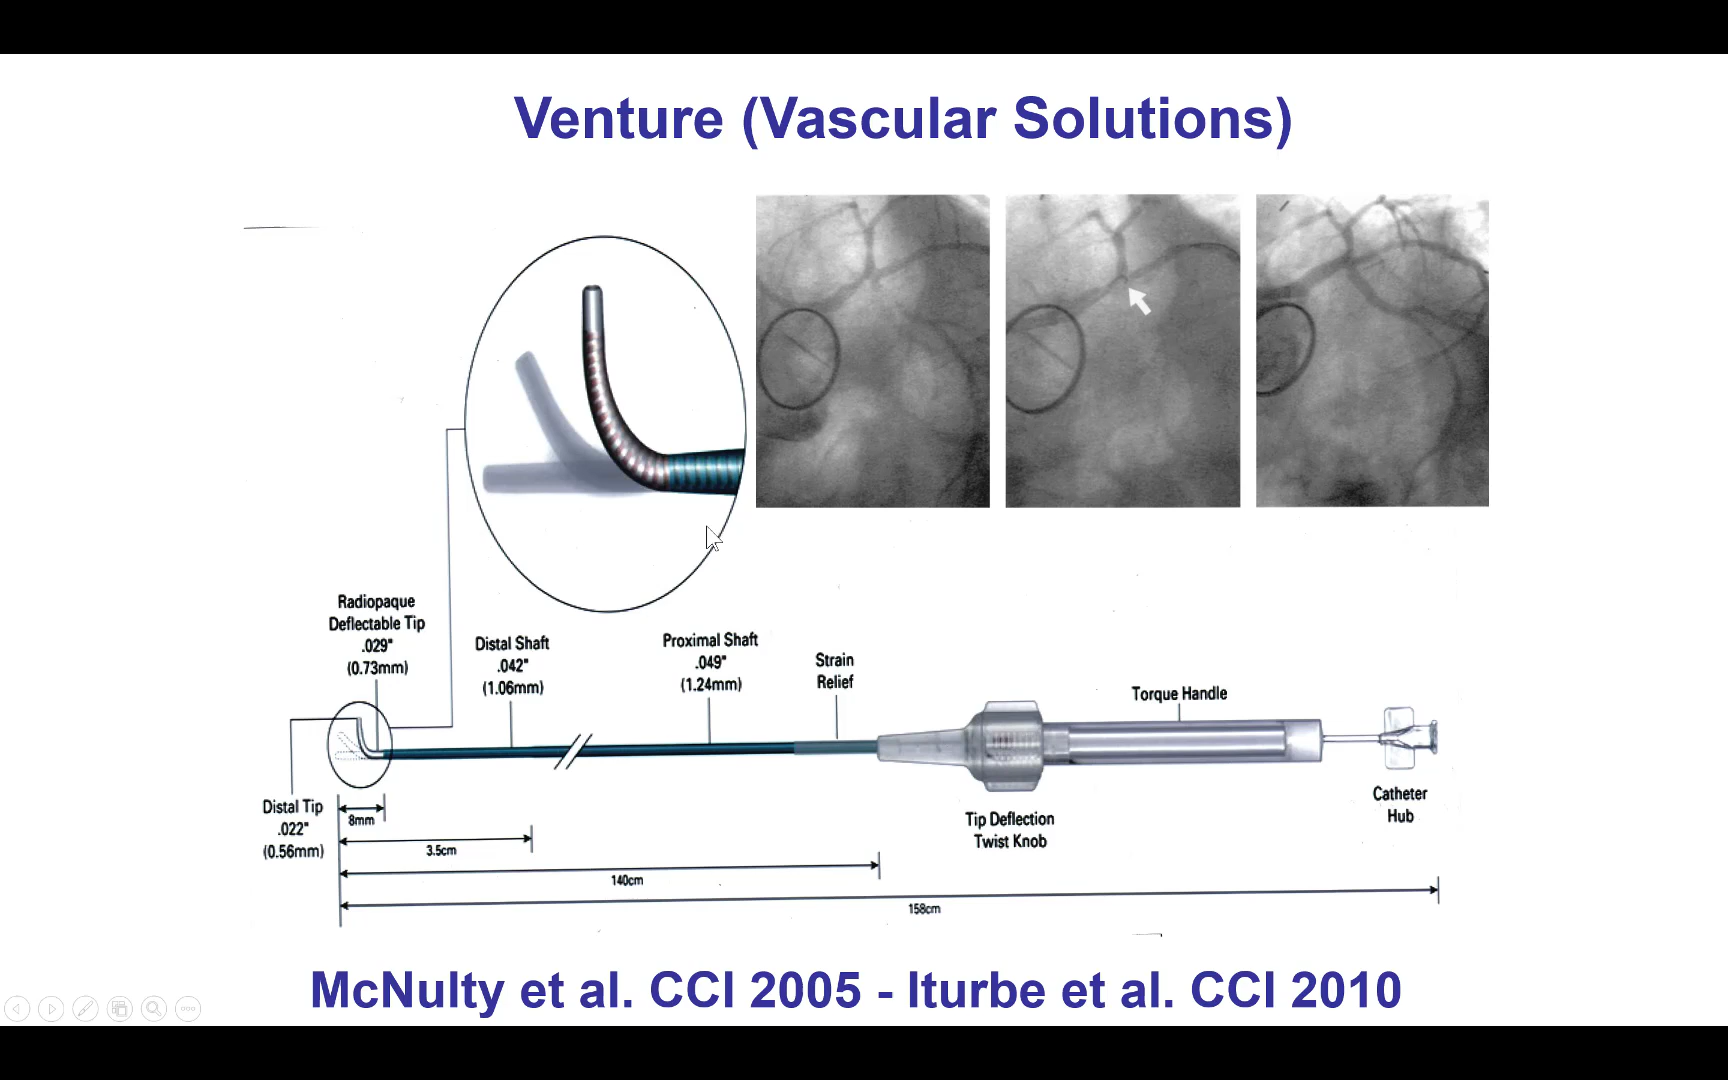 Venture (Vascular Solutions)
Radiopaque
Deflectable Tip
.029"
(0.73mm)
Distal Shaft
.042"
(1.06mm)
Proximal Shaft
.049"
(1.24mm)
Strain
Relief
Torque Handle
Distal Tip
.022"
(0.56mm)
8mm
3.5cm
140cm
158cm
Tip Deflection
Twist Knob
Catheter
Hub
McNulty et al. CCI 2005 - Iturbe et al. CCI 2010